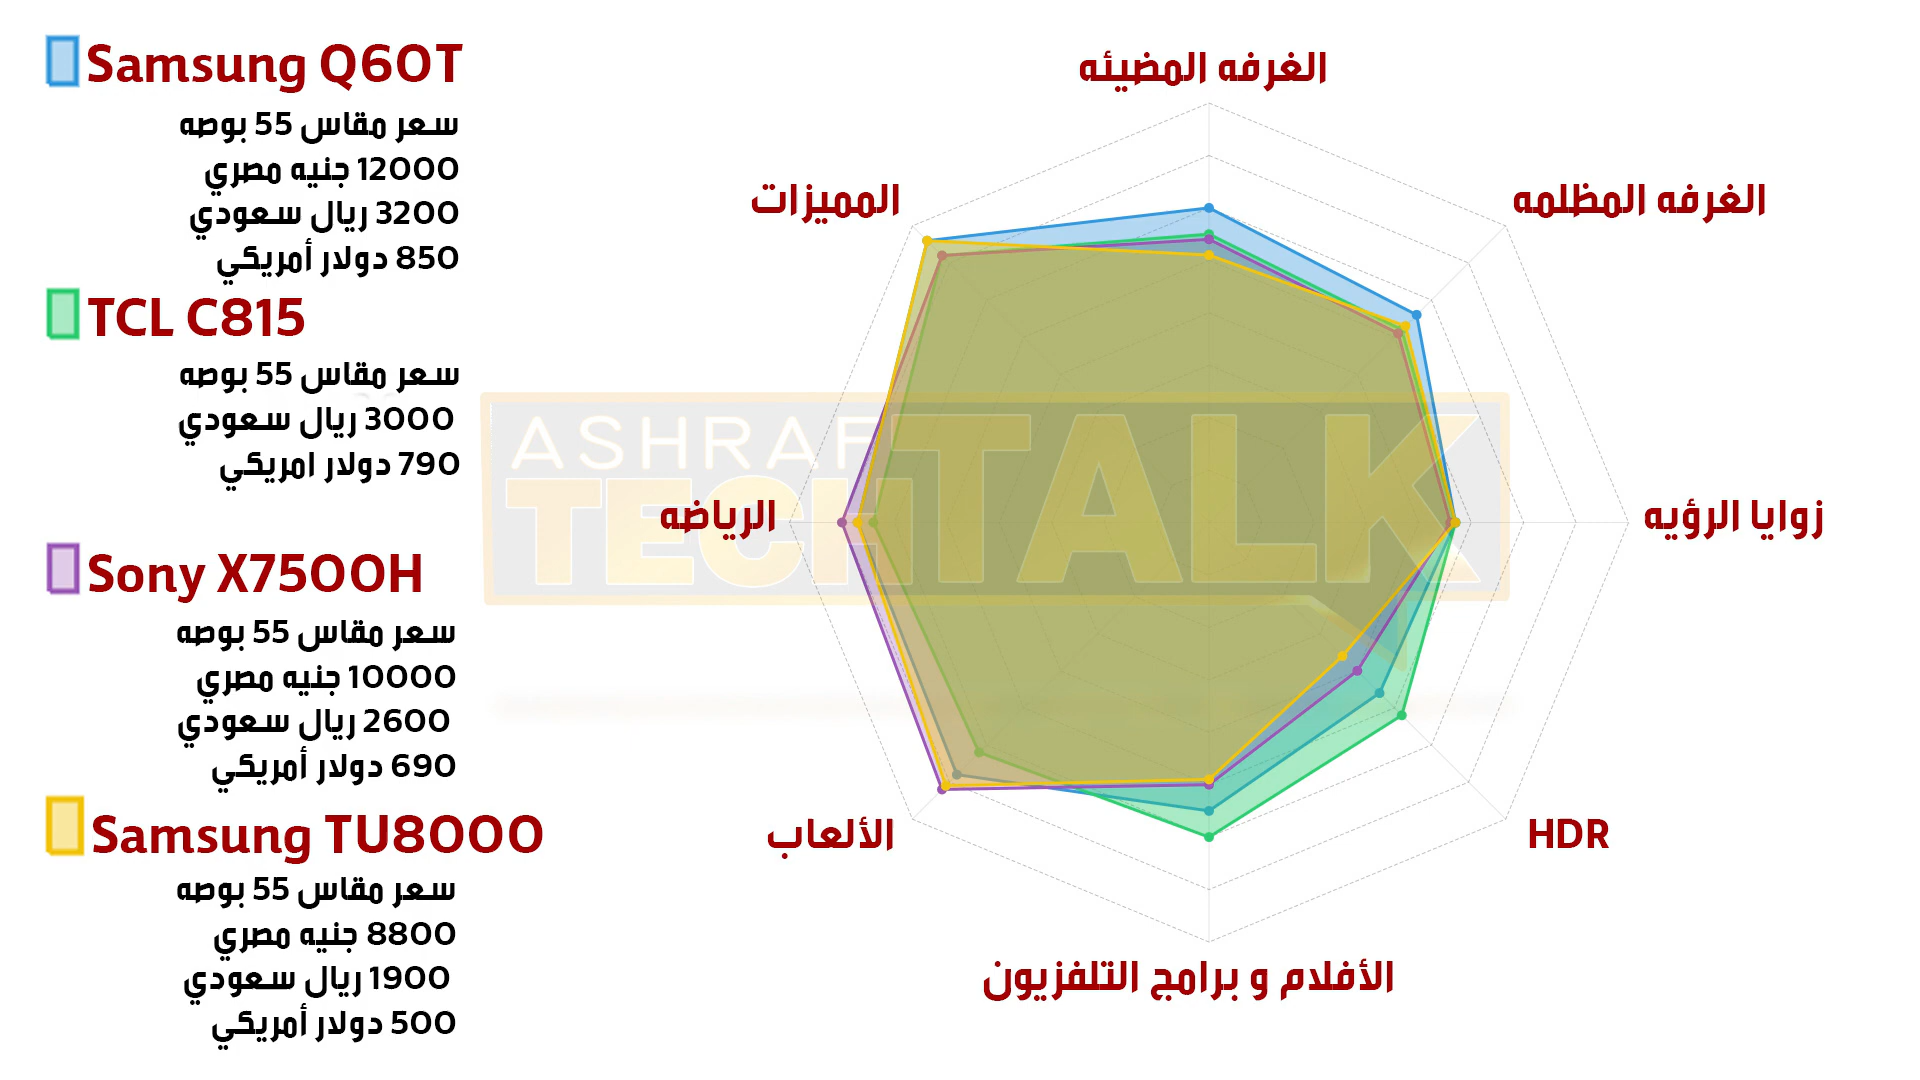 Samsung Q60T
سعر مقاس 55 بوصه
12000 جنيه مصري
3200 ريال سعودي
850 دولار أمريكي
TCL C815
سعر مقاس 55 بوصه
3000 ريال سعودي
790 دولار امريكي
Sony X7500H
سعر مقاس 55 بوصه
10000 جنيه مصري
2600 ريال سعودي
690 دولار أمريكي
Samsung TU8000
سعر مقاس 55 بوصه
8800 جنيه مصري
1900 ريال سعودي
500 دولار أمريكي
الغرفه المضيئه
الغرفه المظلمه
زوايا الرؤيه
HDR
الأفلام و برامج التلفزيون
الألعاب
الرياضه
المميزات
ASHRAF
TECH TALK